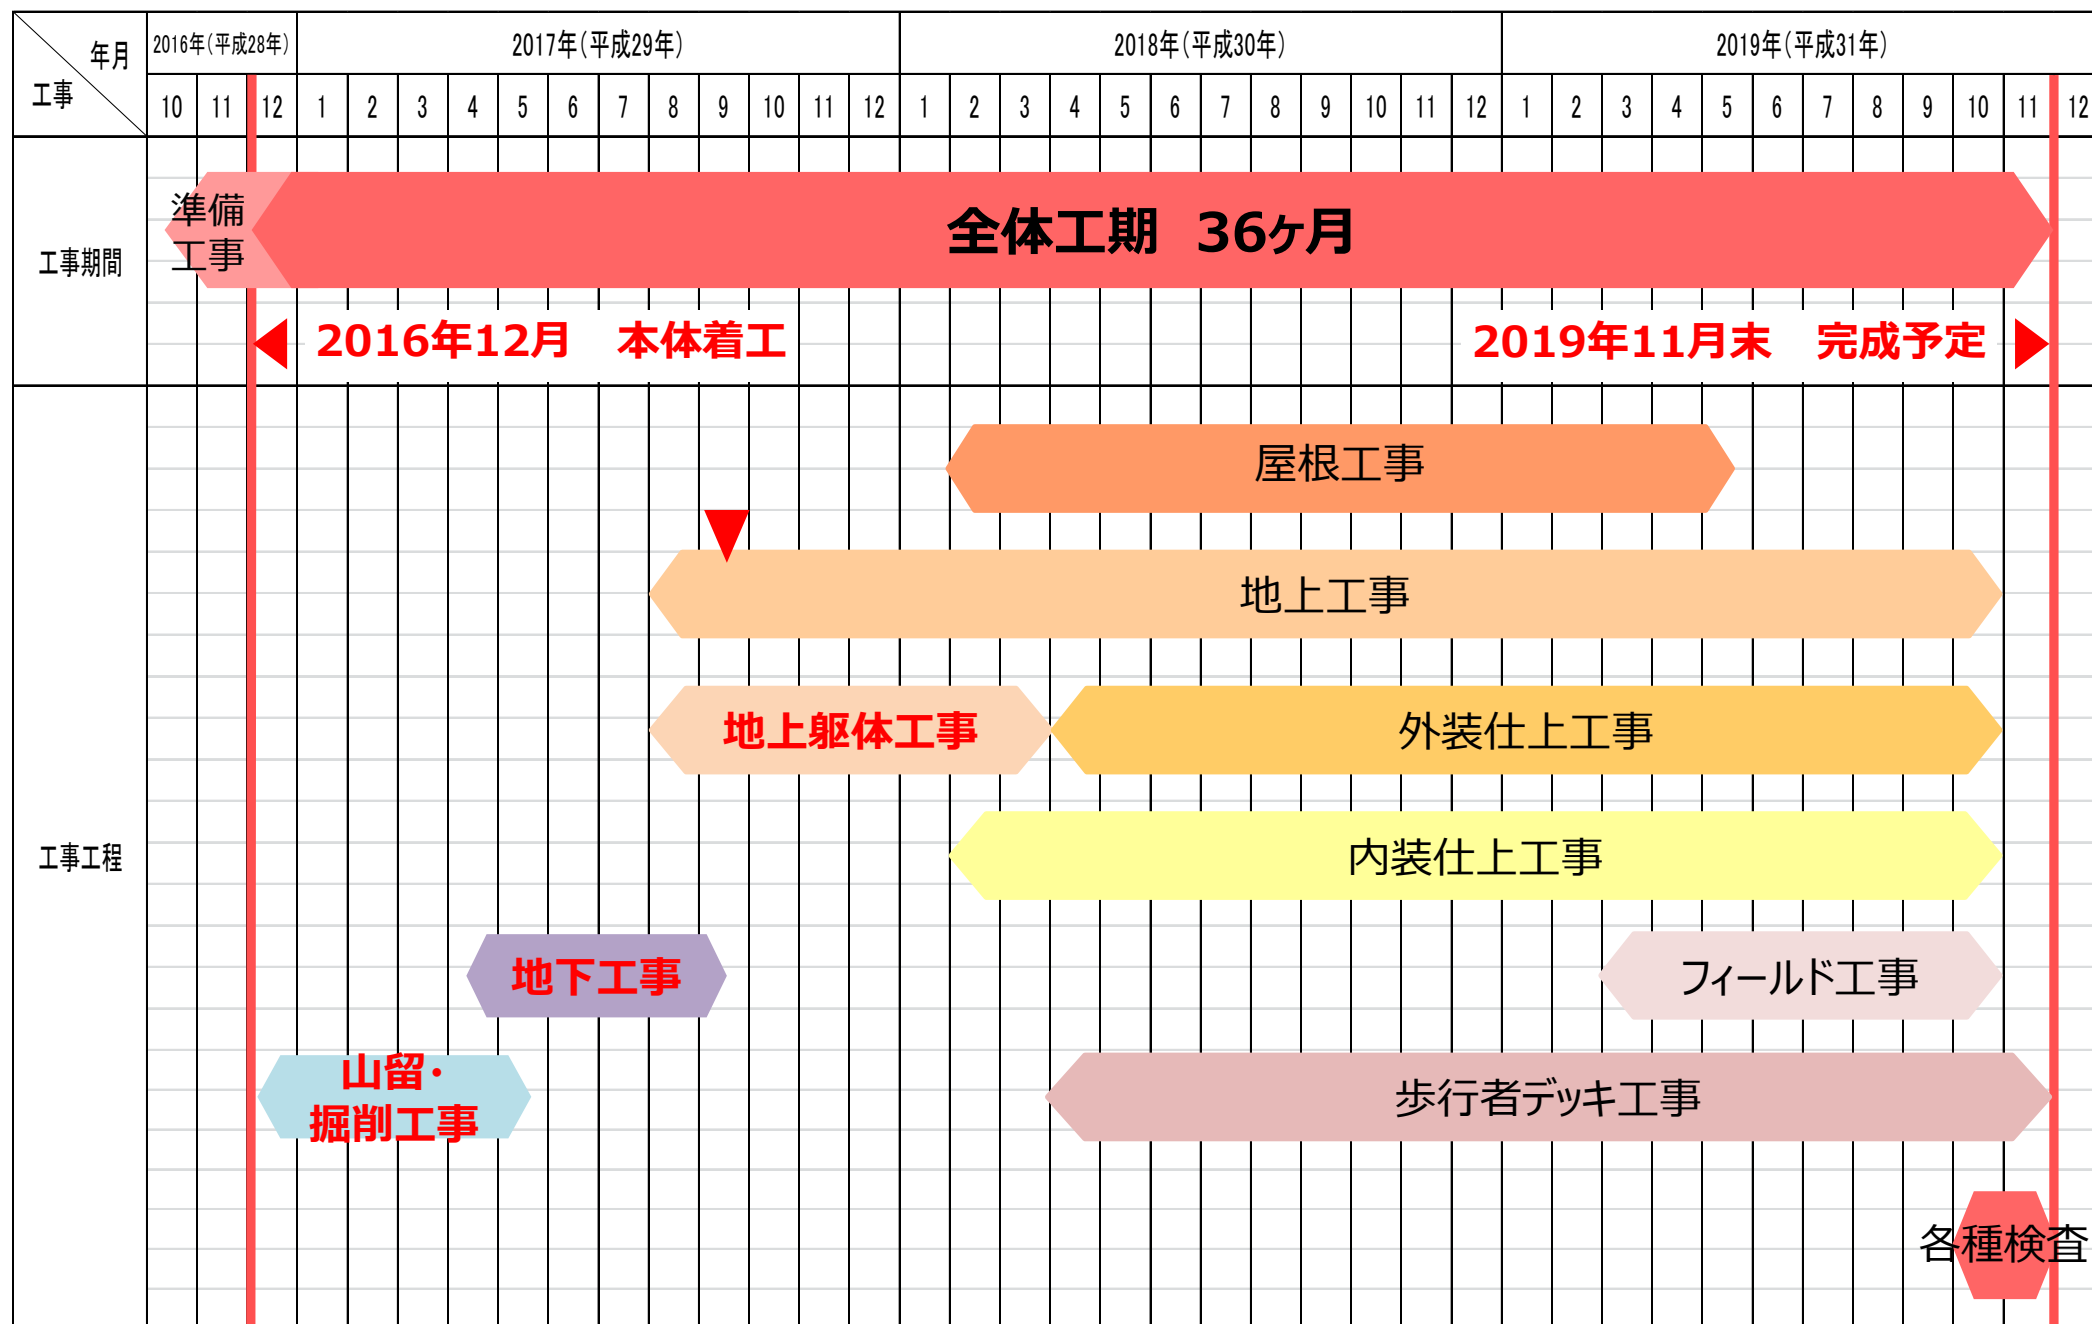 年月
工事
2016年(平成28年) 2017年(平成29年) 2018年(平成30年) 2019年(平成31年)
10 11 12 1 2 3 4 5 6 7 8 9 10 11 12 1 2 3 4 5 6 7 8 9 10 11 12 1 2 3 4 5 6 7 8 9 10 11 12
工事期間
準備
工事
全体工期 36ヶ月
2016年12月 本体着工
2019年11月末 完成予定
工事工程
屋根工事
地上工事
地上躯体工事
外装仕上工事
内装仕上工事
地下工事
フィールド工事
山留・
掘削工事
歩行者デッキ工事
各種検査